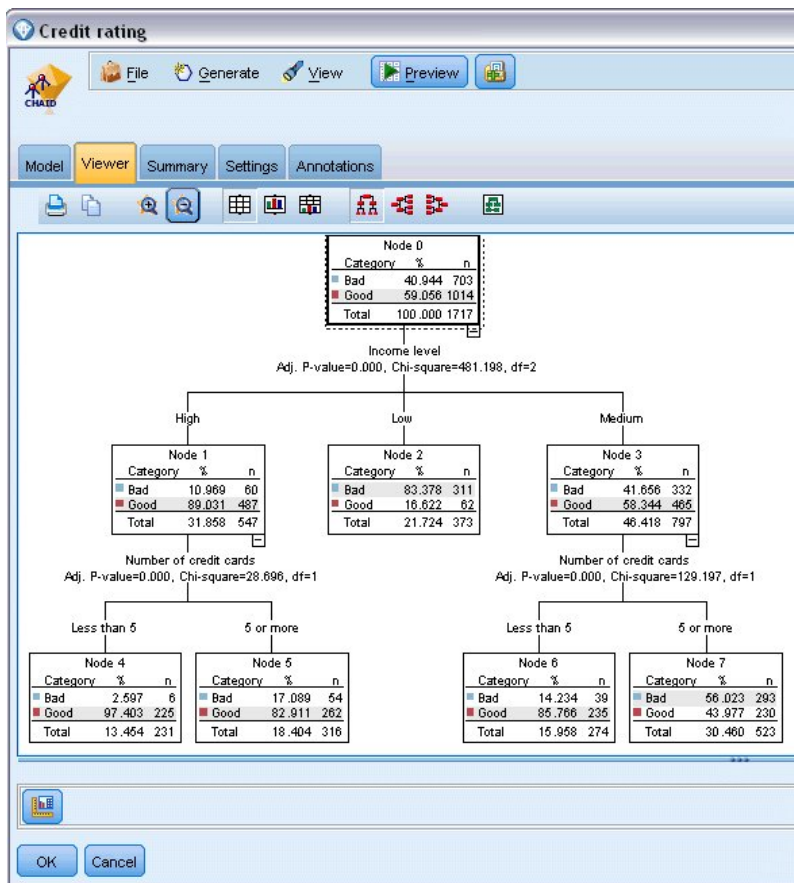 Credit rating
CHAID
File Generate View Preview
Model Viewer Summary Settings Annotations
Node 0
Category % n
Bad 40.944 703
Good 59.056 1014
Total 100.000 1717
Income level
Adj. P-value=0.000, Chi-square=481.198, df=2
High Low Medium
Node 1
Category % n
Bad 10.969 60
Good 89.031 487
Total 31.858 547
Node 2
Category % n
Bad 83.378 311
Good 16.622 62
Total 21.724 373
Node 3
Category % n
Bad 41.656 332
Good 58.344 465
Total 46.418 797
Number of credit cards
Adj. P-value=0.000, Chi-square=28.696, df=1
Number of credit cards
Adj. P-value=0.000, Chi-square=129.197, df=1
Less than 5 5 or more
Less than 5 5 or more
Node 4
Category % n
Bad 2.597 6
Good 97.403 225
Total 13.454 231
Node 5
Category % n
Bad 17.089 54
Good 82.911 262
Total 18.404 316
Node 6
Category % n
Bad 14.234 39
Good 85.766 235
Total 15.958 274
Node 7
Category % n
Bad 56.023 293
Good 43.977 230
Total 30.460 523
OK Cancel